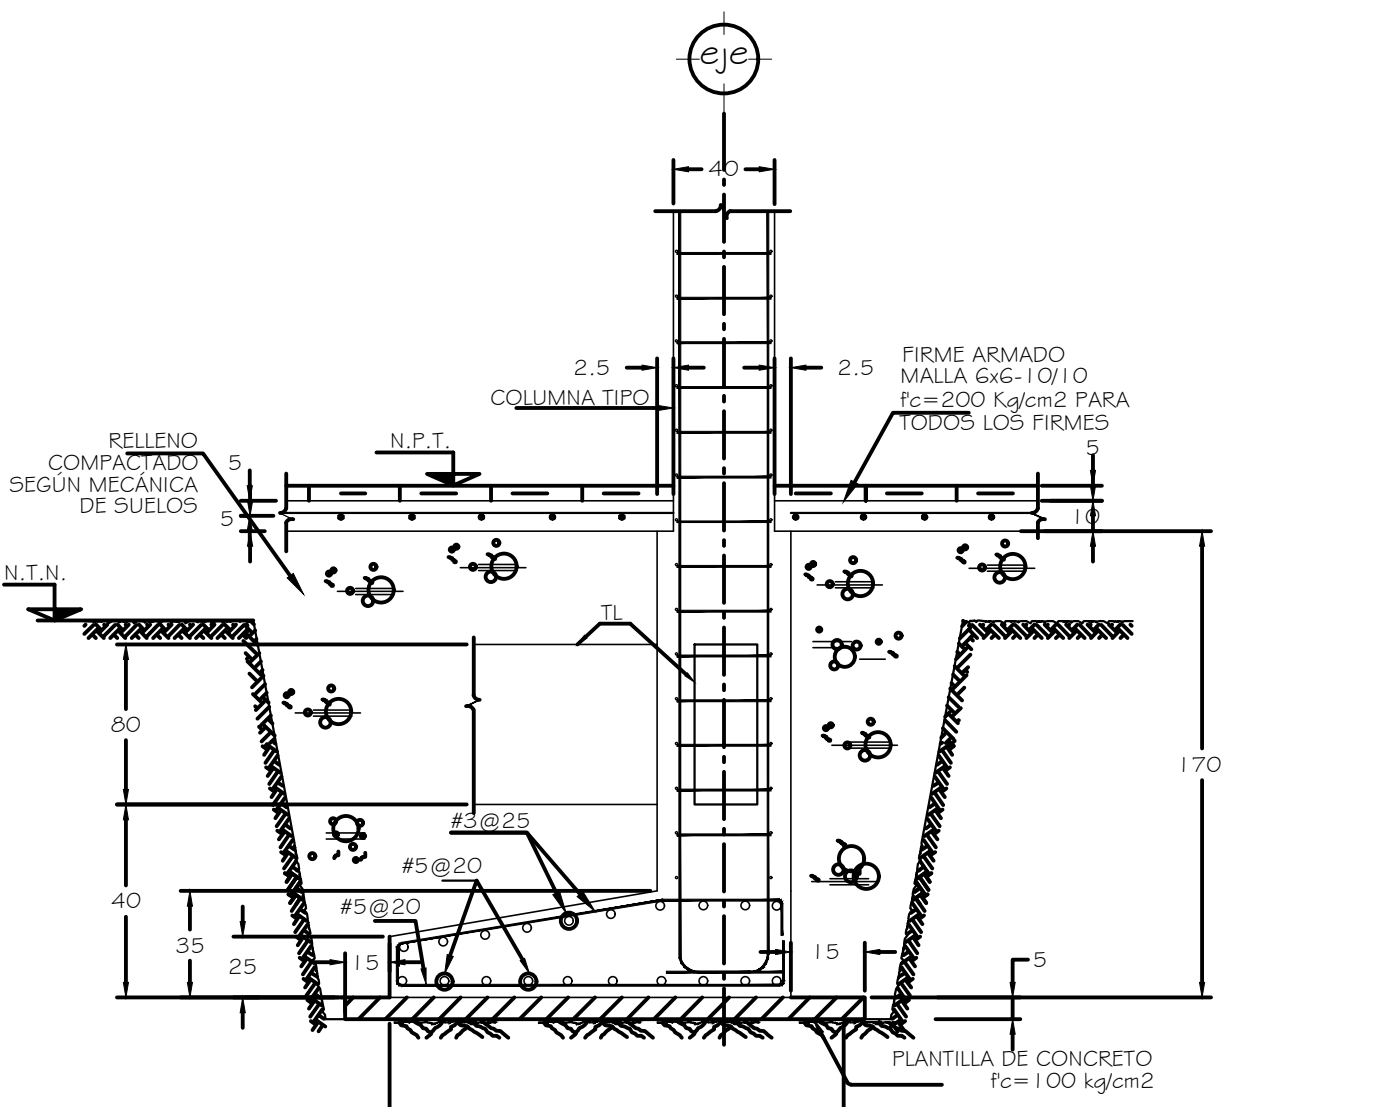 eje
40
2.5
2.5
COLUMNA TIPO
FIRME ARMADO
MALLA 6x6-10/10
f'c=200 Kg/cm2 PARA
TODOS LOS FIRMES
RELLENO
COMPACTADO
SEGÚN MECÁNICA
DE SUELOS
N.P.T.
5
5
5
10
N.T.N.
TL
80
170
#3@25
#5@20
#5@20
40
35
25
15
15
5
PLANTILLA DE CONCRETO
f'c=100 kg/cm2